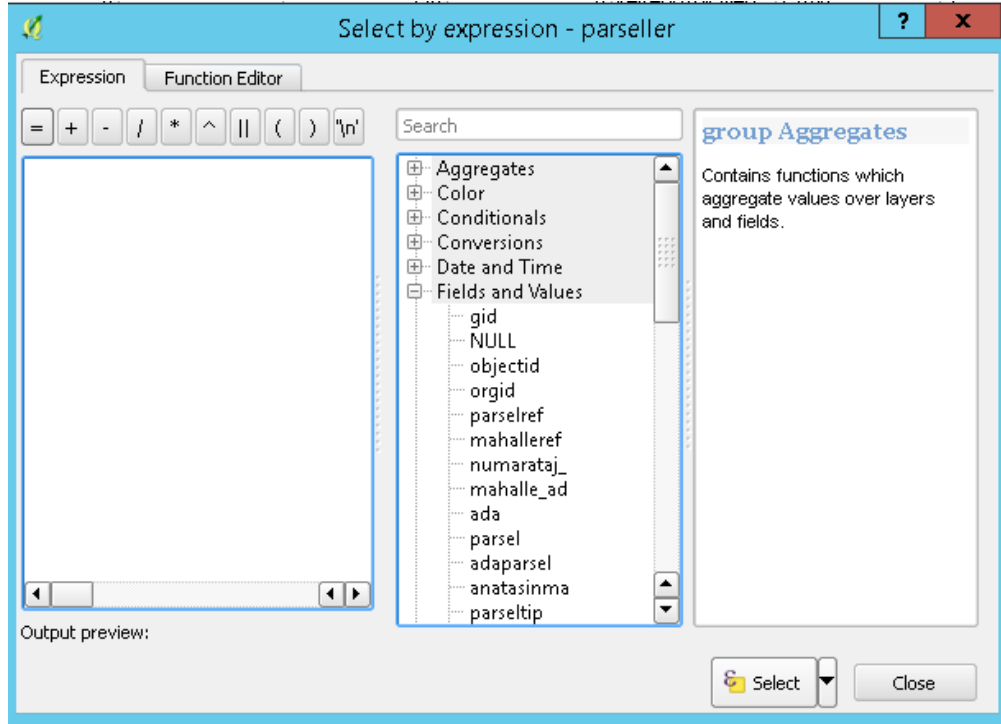 Select by expression - parseller
?
x
Expression
Function Editor
= + - / * ^ || ( ) '\n'
Search
Aggregates
Color
Conditionals
Conversions
Date and Time
Fields and Values
gid
NULL
objectid
orgid
parselref
mahalleref
numarataj_
mahalle_ad
ada
parsel
adaparsel
anatasinma
parseltip
group Aggregates
Contains functions which
aggregate values over layers
and fields.
Output preview:
Select
Close